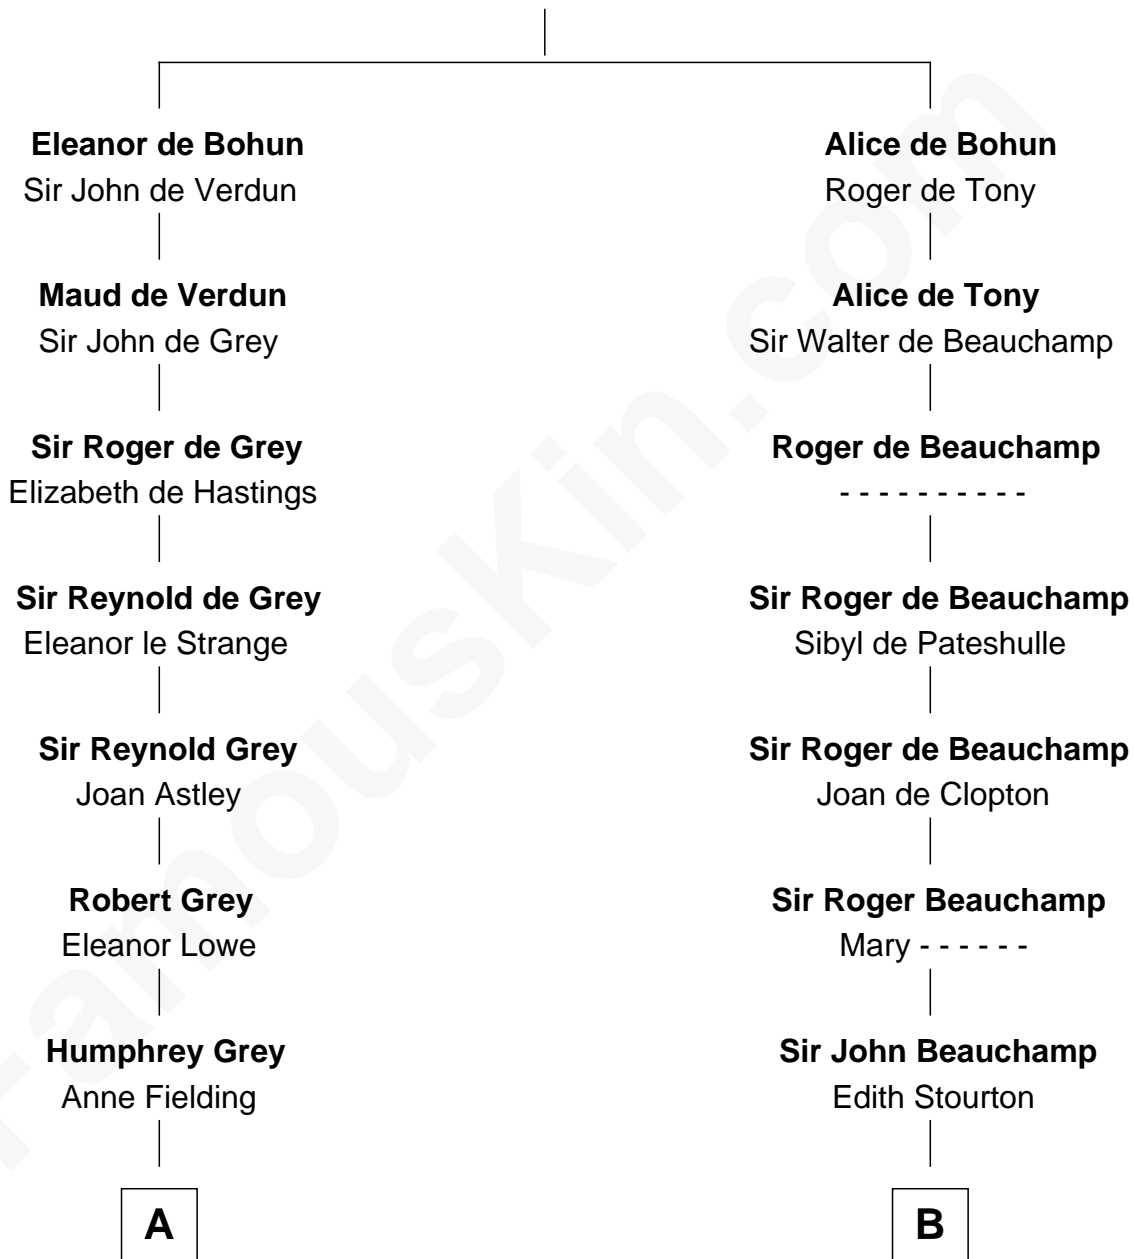 Eleanor de Bohun
Sir John de Verdun
Alice de Bohun
Roger de Tony
Maud de Verdun
Sir John de Grey
Alice de Tony
Sir Walter de Beauchamp
Sir Roger de Grey
Elizabeth de Hastings
Roger de Beauchamp
- - - - - - - - - -
Sir Reynold de Grey
Eleanor le Strange
Sir Roger de Beauchamp
Sibyl de Pateshulle
Sir Reynold Grey
Joan Astley
Sir Roger de Beauchamp
Joan de Clopton
Robert Grey
Eleanor Lowe
Sir Roger Beauchamp
Mary - - - - - -
Humphrey Grey
Anne Fielding
Sir John Beauchamp
Edith Stourton
A
B
FamousKin.com